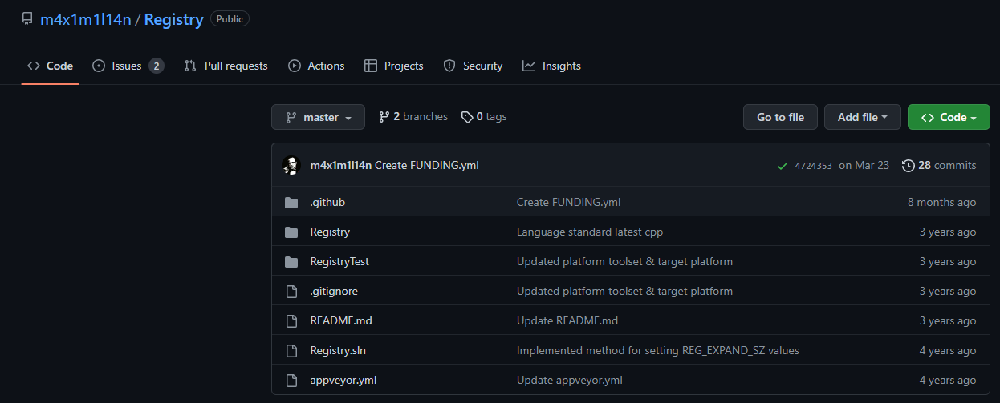 m4x1m1l14n / Registry Public
Code Issues 2 Pull requests Actions Projects Security Insights
master 2 branches 0 tags Go to file Add file Code
m4x1m1l14n Create FUNDING.yml 4724353 on Mar 23 28 commits
.github Create FUNDING.yml 8 months ago
Registry Language standard latest cpp 3 years ago
RegistryTest Updated platform toolset & target platform 3 years ago
.gitignore Updated platform toolset & target platform 3 years ago
README.md Update README.md 3 years ago
Registry.sln Implemented method for setting REG_EXPAND_SZ values 4 years ago
appveyor.yml Update appveyor.yml 4 years ago